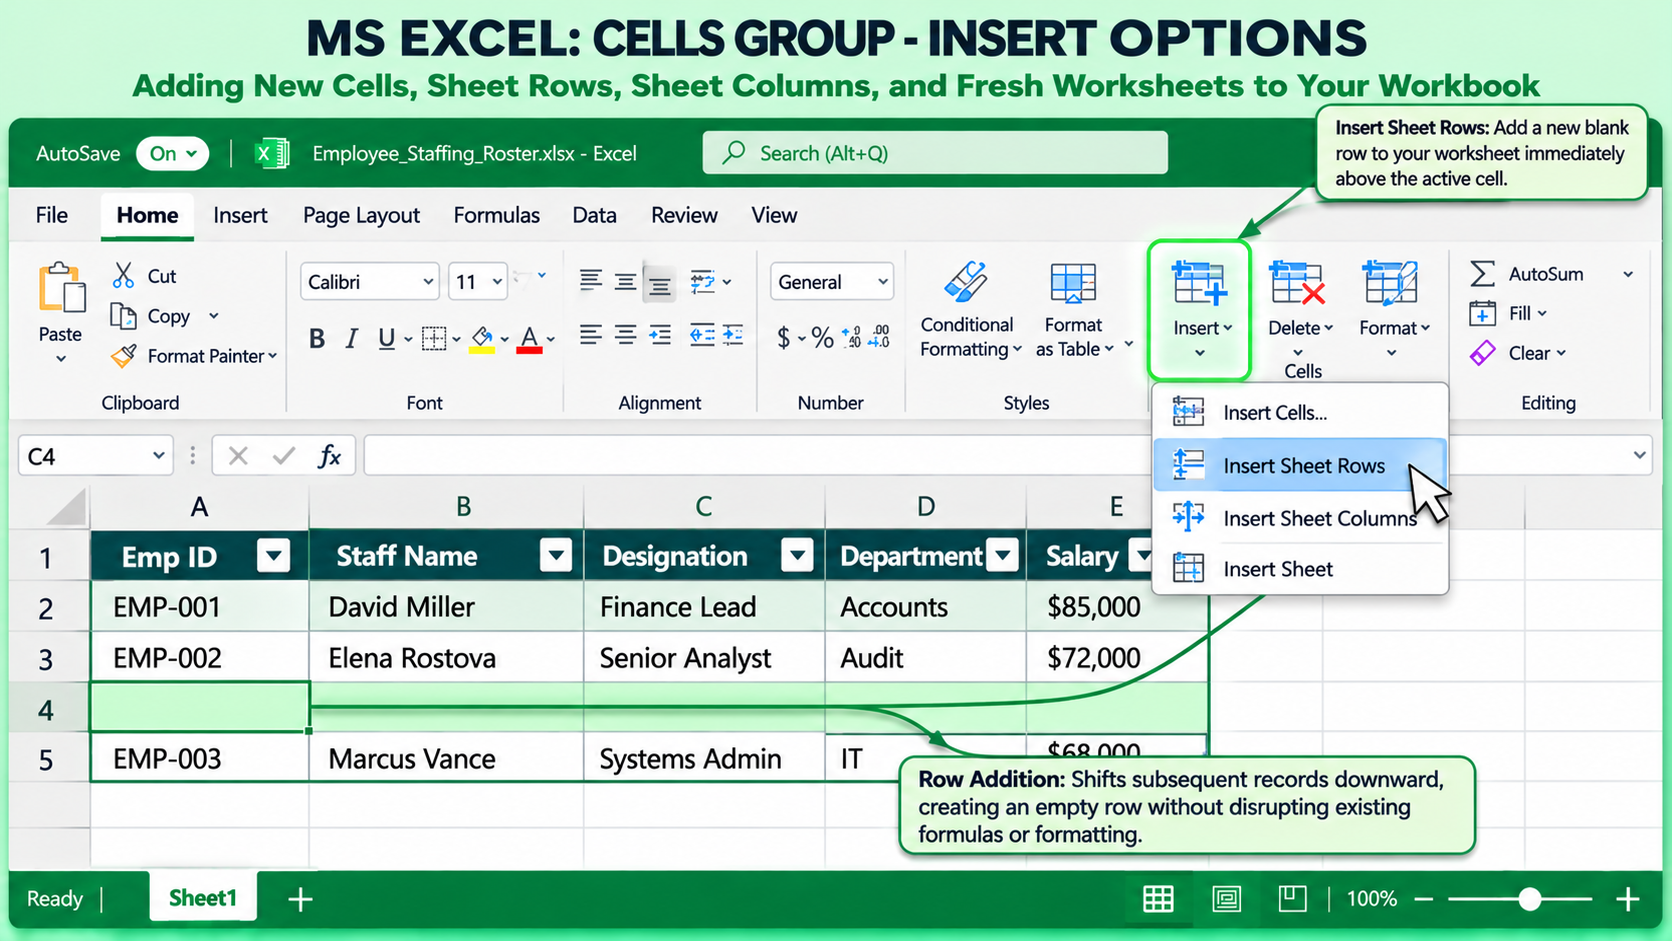 MS EXCEL: CELLS GROUP - INSERT OPTIONS
Adding New Cells, Sheet Rows, Sheet Columns, and Fresh Worksheets to Your Workbook
AutoSave On Employee_Staffing_Roster.xlsx - Excel Search (Alt+Q)
Insert Sheet Rows: Add a new blank
row to your worksheet immediately
above the active cell.
File Home Insert Page Layout Formulas Data Review View
Paste
Cut
Copy
Format Painter
Clipboard
Calibri 11
B I U A
Font
Alignment
General
$ % .0 .00
Number
Conditional
Formatting
Format
as Table
Styles
Insert
Delete
Format
Cells
AutoSum
Fill
Clear
Editing
Insert Cells...
Insert Sheet Rows
Insert Sheet Columns
Insert Sheet
C4 fx
A B C D E
1 Emp ID Staff Name Designation Department Salary
2 EMP-001 David Miller Finance Lead Accounts $85,000
3 EMP-002 Elena Rostova Senior Analyst Audit $72,000
4
5 EMP-003 Marcus Vance Systems Admin IT $68,000
Row Addition: Shifts subsequent records downward,
creating an empty row without disrupting existing
formulas or formatting.
Ready Sheet1 100%